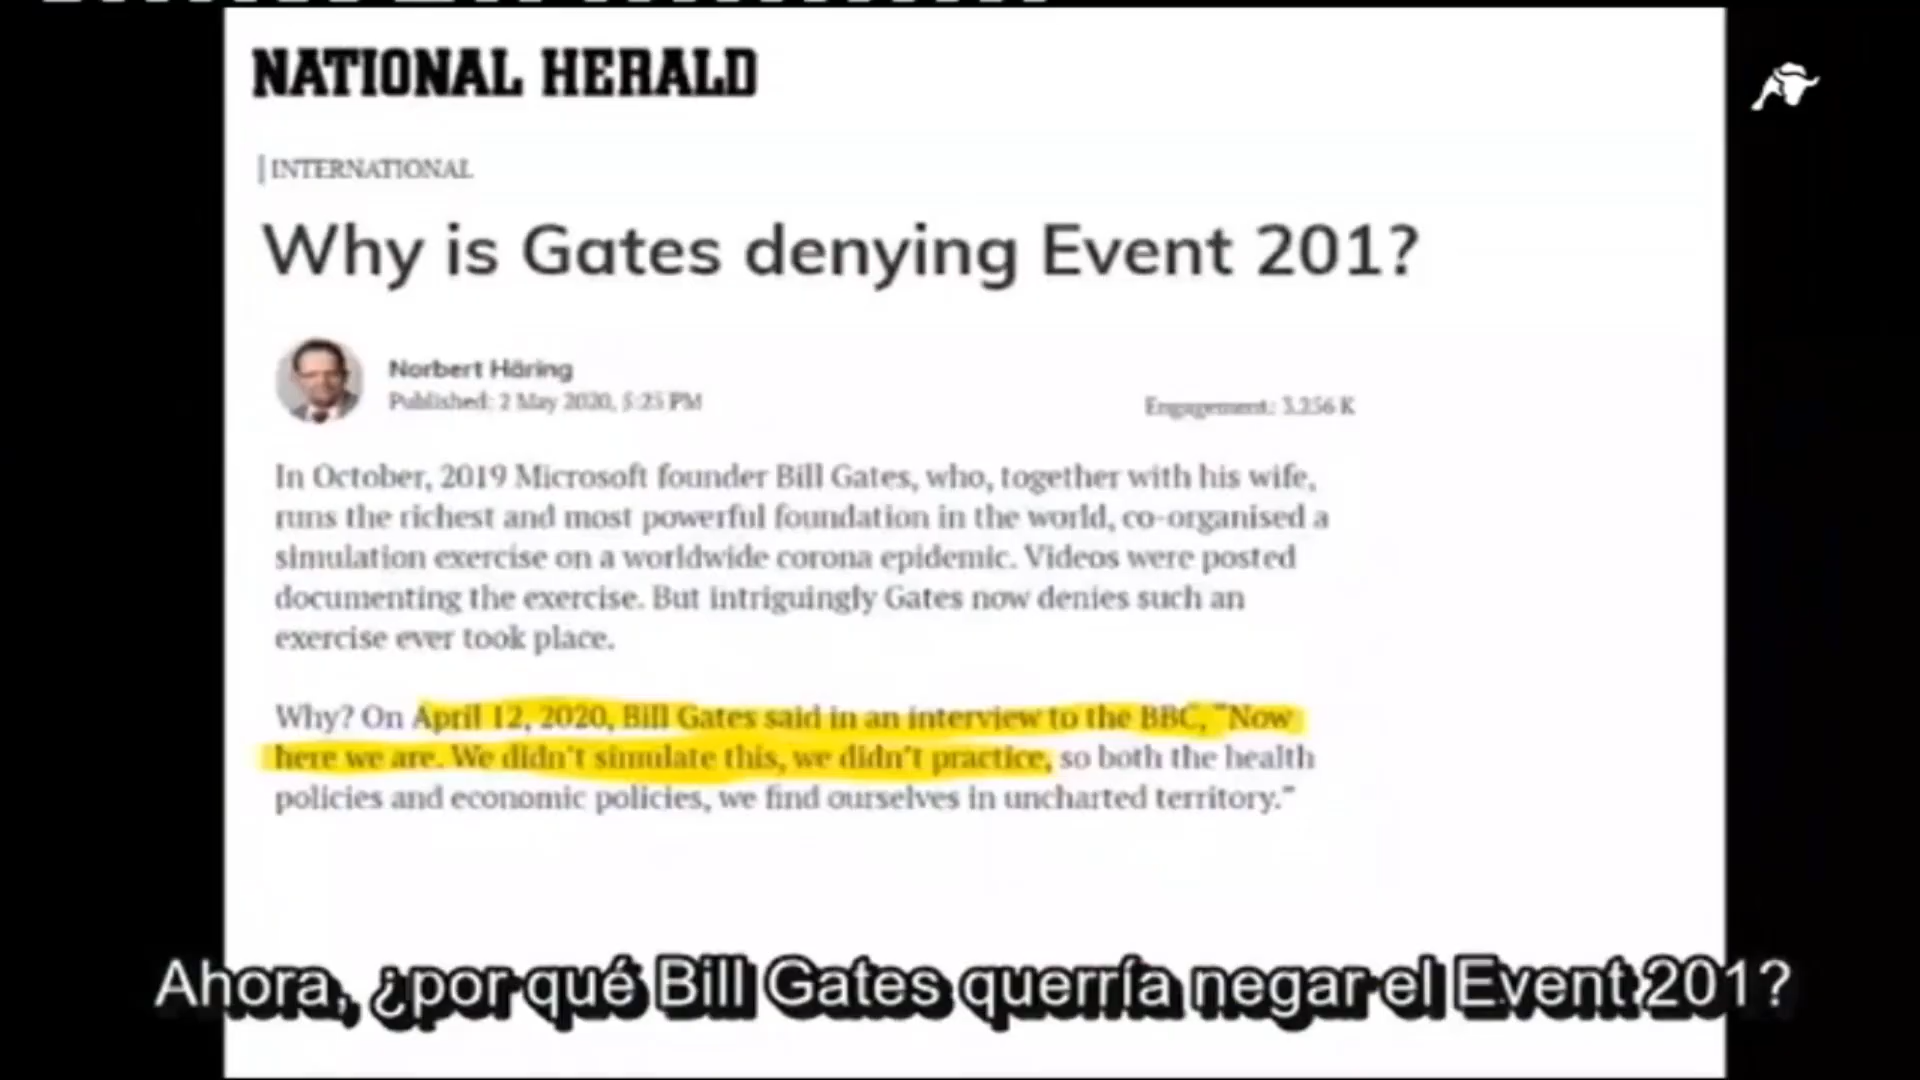 NATIONAL HERALD
| INTERNATIONAL
Why is Gates denying Event 201?
Norbert Häring
Published: 2 May 2020, 5:25 PM
Engagement: 3.256 K
In October, 2019 Microsoft founder Bill Gates, who, together with his wife,
runs the richest and most powerful foundation in the world, co-organised a
simulation exercise on a worldwide corona epidemic. Videos were posted
documenting the exercise. But intriguingly Gates now denies such an
exercise ever took place.
Why? On April 12, 2020, Bill Gates said in an interview to the BBC, "Now
here we are. We didn't simulate this, we didn't practice, so both the health
policies and economic policies, we find ourselves in uncharted territory."
Ahora, ¿por qué Bill Gates querría negar el Event 201?